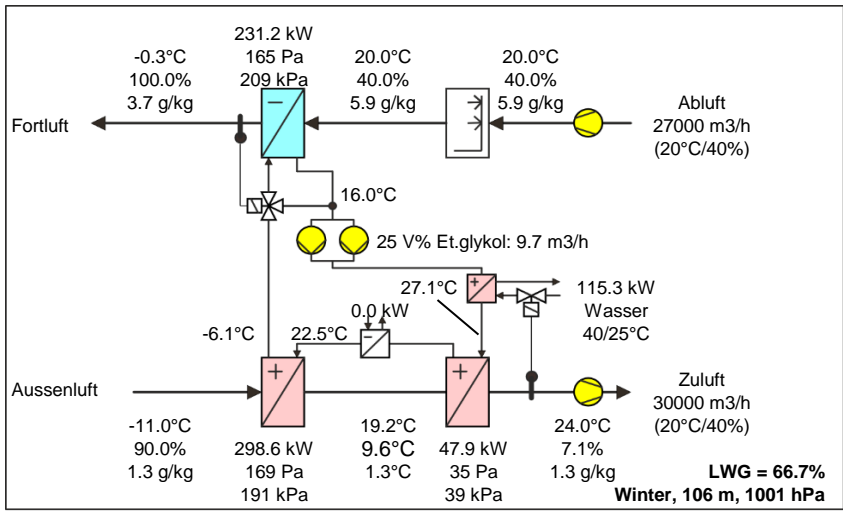 231.2 kW
165 Pa
209 kPa
-0.3°C
100.0%
3.7 g/kg
20.0°C
40.0%
5.9 g/kg
20.0°C
40.0%
5.9 g/kg
Fortluft
Abluft
27000 m3/h
(20°C/40%)
16.0°C
25 V% Et.glykol: 9.7 m3/h
27.1°C
115.3 kW
Wasser
40/25°C
0.0 kW
-6.1°C
22.5°C
Aussenluft
Zuluft
30000 m3/h
(20°C/40%)
-11.0°C
90.0%
1.3 g/kg
298.6 kW
169 Pa
191 kPa
19.2°C
9.6°C
1.3°C
47.9 kW
35 Pa
39 kPa
24.0°C
7.1%
1.3 g/kg
LWG = 66.7%
Winter, 106 m, 1001 hPa